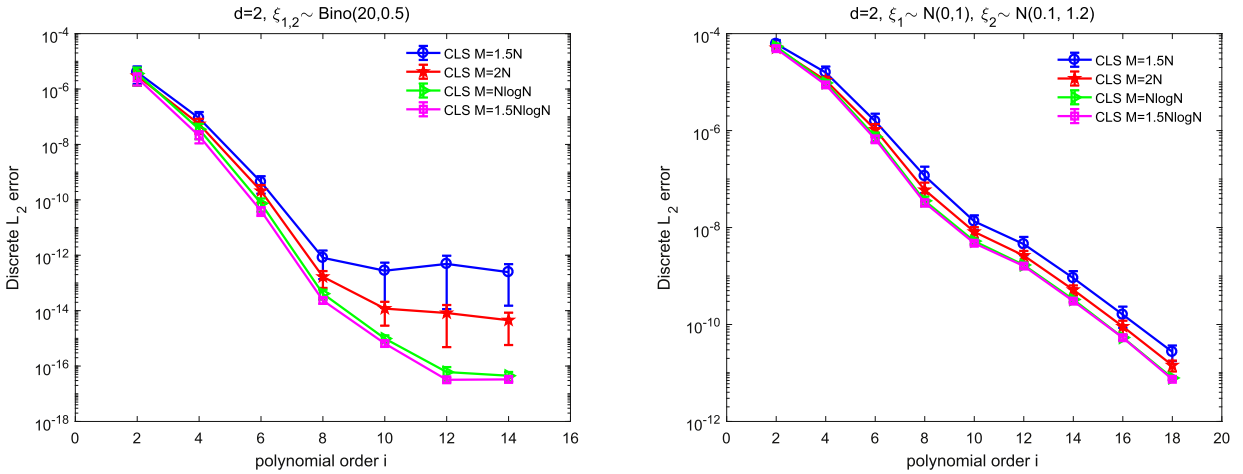 d=2, ξ1,2∼ Bino(20,0.5)
10^-4
10^-6
10^-8
10^-10
10^-12
10^-14
10^-16
10^-18
Discrete L2 error
CLS M=1.5N
CLS M=2N
CLS M=NlogN
CLS M=1.5NlogN
0 2 4 6 8 10 12 14 16
polynomial order i
d=2, ξ1∼ N(0,1), ξ2∼ N(0.1, 1.2)
10^-4
10^-6
10^-8
10^-10
10^-12
Discrete L2 error
CLS M=1.5N
CLS M=2N
CLS M=NlogN
CLS M=1.5NlogN
0 2 4 6 8 10 12 14 16 18 20
polynomial order i